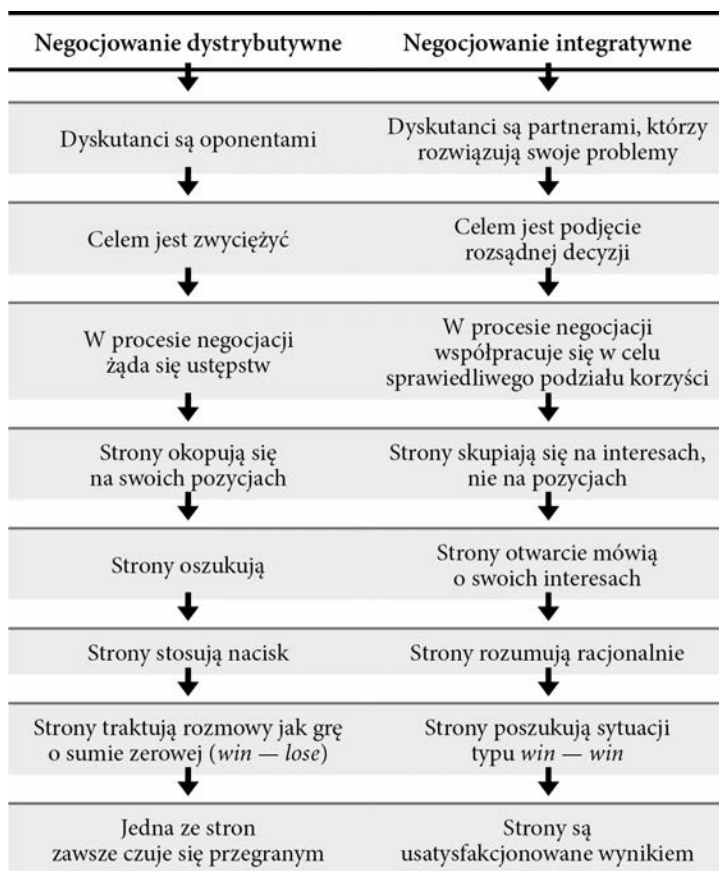 Negocjowanie dystrybutywne
Negocjowanie integratywne
Dyskutanci są oponentami
Dyskutanci są partnerami, którzy
rozwiązują swoje problemy
Celem jest zwyciężyć
Celem jest podjęcie
rozsądnej decyzji
W procesie negocjacji
żąda się ustępstw
W procesie negocjacji
współpracuje się w celu
sprawiedliwego podziału korzyści
Strony okopują się
na swoich pozycjach
Strony skupiają się na interesach,
nie na pozycjach
Strony oszukują
Strony otwarcie mówią
o swoich interesach
Strony stosują nacisk
Strony rozumują racjonalnie
Strony traktują rozmowy jak grę
o sumie zerowej (win — lose)
Strony poszukują sytuacji
typu win — win
Jedna ze stron
zawsze czuje się przegranym
Strony są
usatysfakcjonowane wynikiem